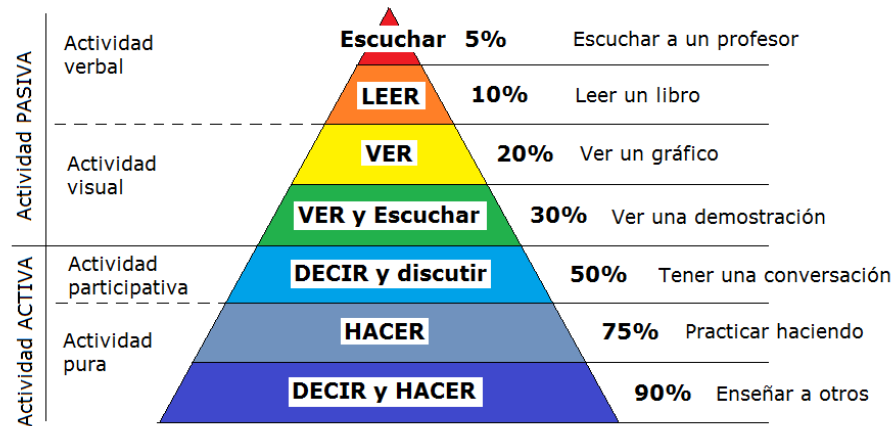 Actividad PASIVA
Actividad
verbal
Escuchar 5% Escuchar a un profesor
LEER 10% Leer un libro
Actividad
visual
VER 20% Ver un gráfico
VER y Escuchar 30% Ver una demostración
Actividad ACTIVA
Actividad
participativa
DECIR y discutir 50% Tener una conversación
Actividad
pura
HACER 75% Practicar haciendo
DECIR y HACER 90% Enseñar a otros